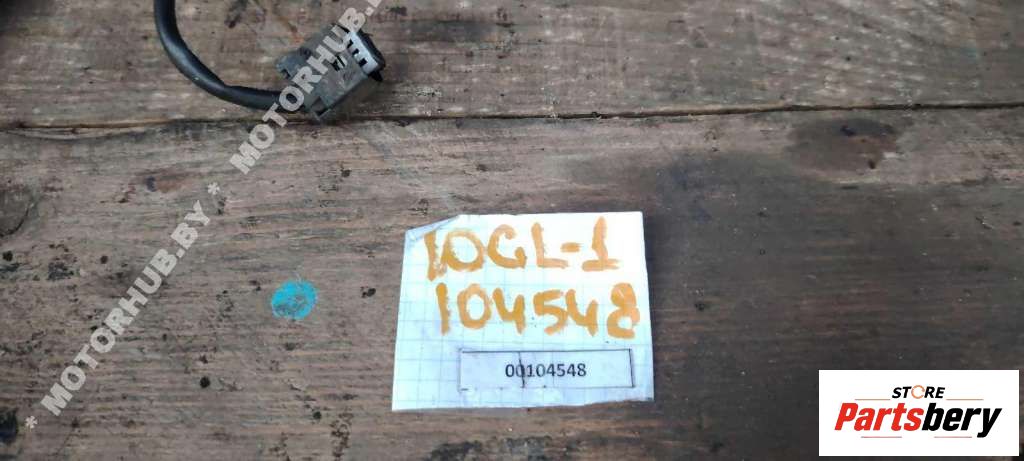 * MOTORHUB.BY * MOTORHUB.BY
10GL-1
104548
00104548
STORE
Partsbery